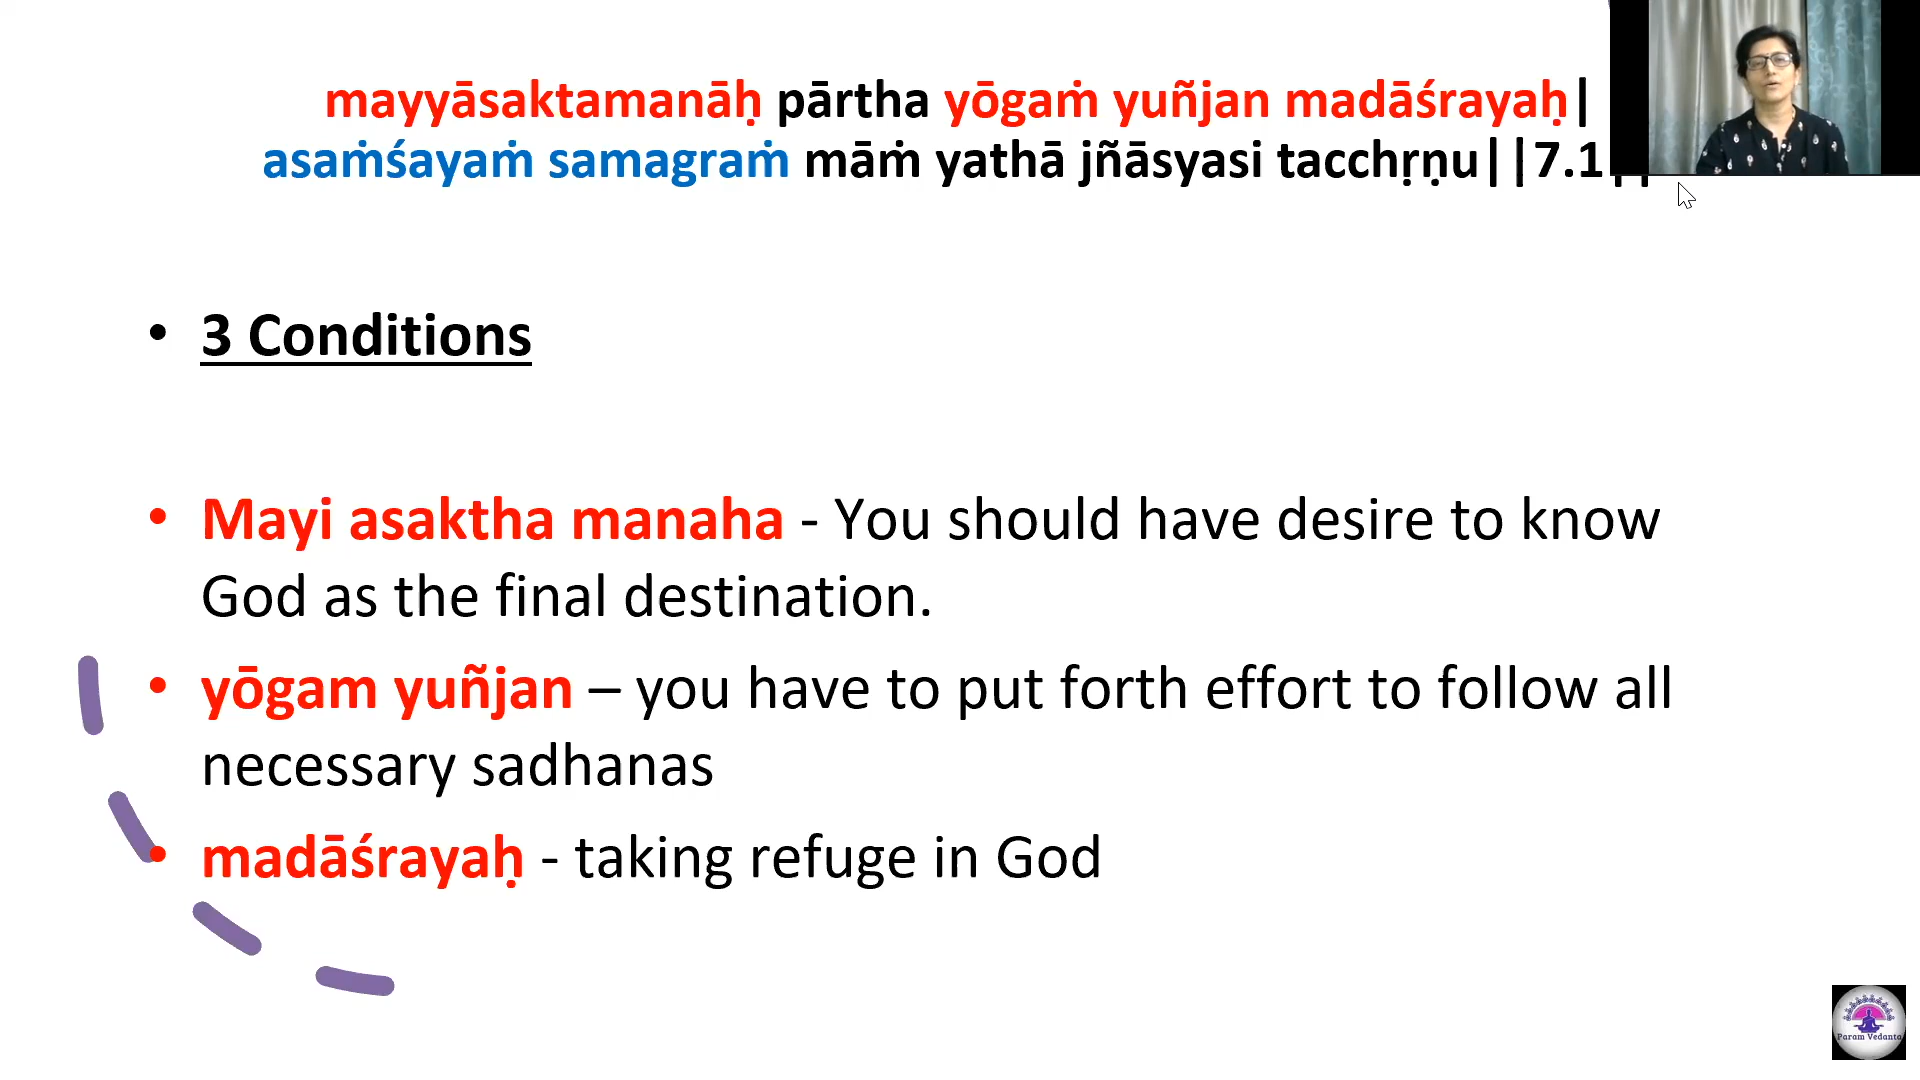 mayyāsaktamanāḥ pārtha yōgaṁ yuñjan madāśrayaḥ|
asaṁśayaṁ samagraṁ māṁ yathā jñāsyasi tacchṛṇu||7.1||
• 3 Conditions
• Mayi asaktha manaha - You should have desire to know
God as the final destination.
• yōgam yuñjan – you have to put forth effort to follow all
necessary sadhanas
• madāśrayaḥ - taking refuge in God
Param Vedanta